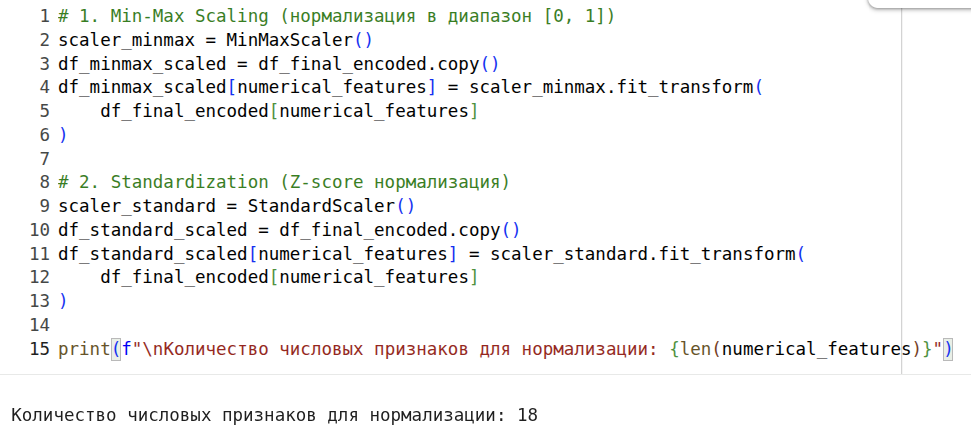 1 # 1. Min-Max Scaling (нормализация в диапазон [0, 1])
2 scaler_minmax = MinMaxScaler()
3 df_minmax_scaled = df_final_encoded.copy()
4 df_minmax_scaled[numerical_features] = scaler_minmax.fit_transform(
5     df_final_encoded[numerical_features]
6 )
7
8 # 2. Standardization (Z-score нормализация)
9 scaler_standard = StandardScaler()
10 df_standard_scaled = df_final_encoded.copy()
11 df_standard_scaled[numerical_features] = scaler_standard.fit_transform(
12     df_final_encoded[numerical_features]
13 )
14
15 print(f"\nКоличество числовых признаков для нормализации: {len(numerical_features)}")
Количество числовых признаков для нормализации: 18